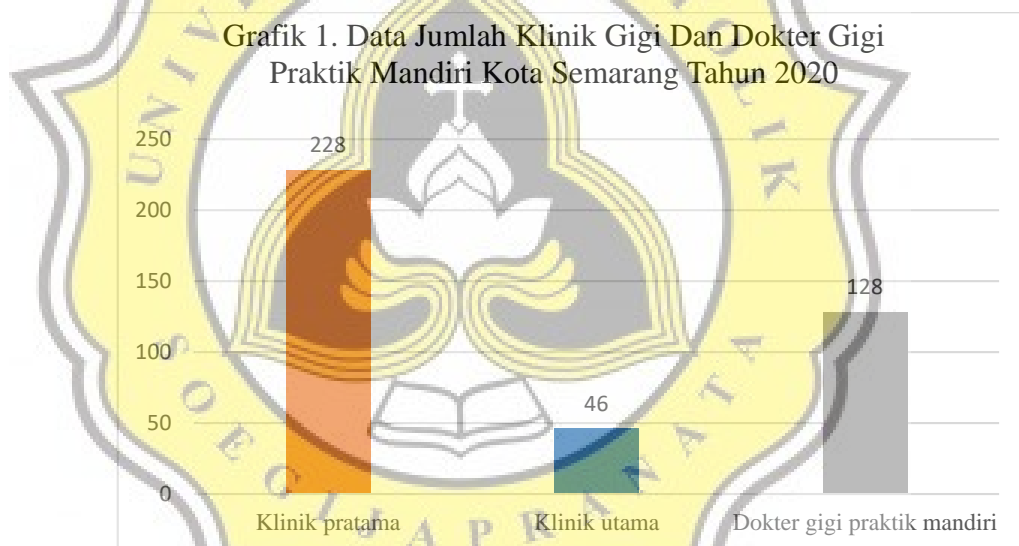 Grafik 1. Data Jumlah Klinik Gigi Dan Dokter Gigi
Praktik Mandiri Kota Semarang Tahun 2020
250
200
150
100
50
0
228
46
128
Klinik pratama
Klinik utama
Dokter gigi praktik mandiri
SOEGIJAPRANATA